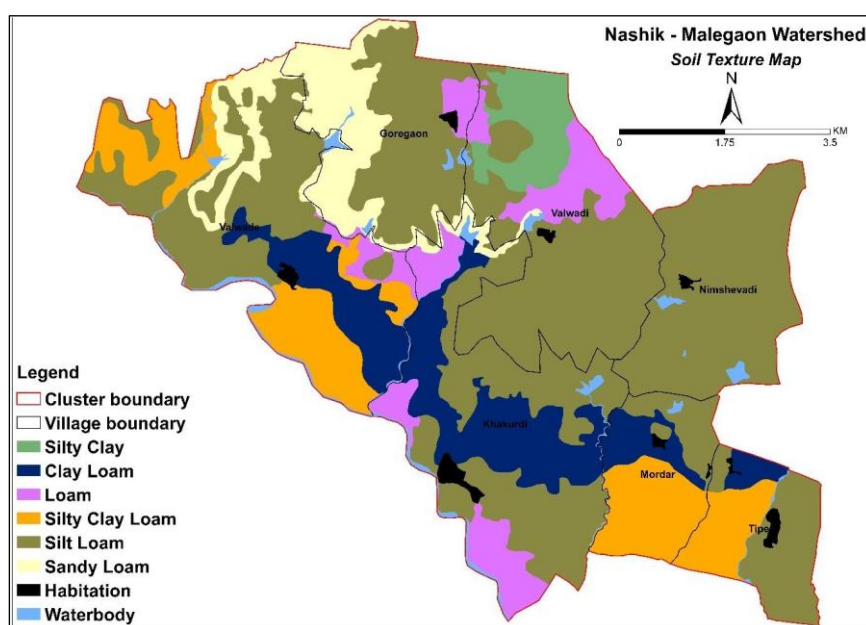 Nashik - Malegaon Watershed
Soil Texture Map
N
KM
0 1.75 3.5
Goregaon
Valwade
Valwadi
Nimshevadi
Khakurdi
Mordar
Tipe
Legend
Cluster boundary
Village boundary
Silty Clay
Clay Loam
Loam
Silty Clay Loam
Silt Loam
Sandy Loam
Habitation
Waterbody